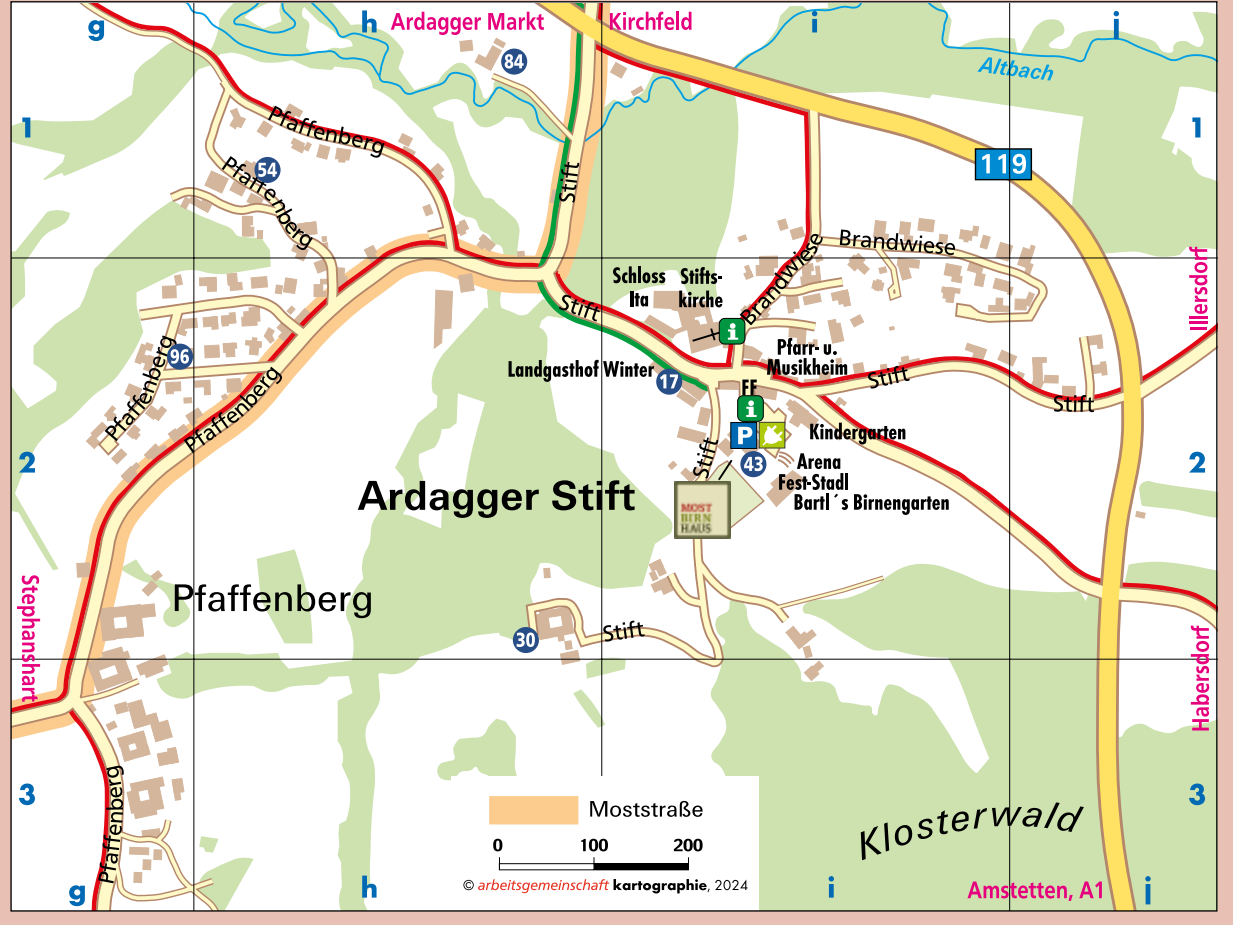 g
h
Ardagger Markt
Kirchfeld
i
j
84
Altbach
1
Pfaffenberg
1
119
54
Pfaffenberg
Stift
Brandwiese
Illersdorf
Schloss
Ita
Stifts-
kirche
Brandwiese
Stift
i
96
Pfaffenberg
Pfaffenberg
Landgasthof Winter
17
Pfarr- u.
Musikheim
Stift
Stift
FF
i
P
Kindergarten
2
Stift
43
Arena
Fest-Stadl
Bartl´s Birnengarten
2
Ardagger Stift
MOST
BIRN
HAUS
Stephanshart
Pfaffenberg
30
Stift
Habersdorf
3
Pfaffenberg
Moststraße
0
100
200
© arbeitsgemeinschaft kartographie, 2024
Klosterwald
3
g
h
i
Amstetten, A1
j